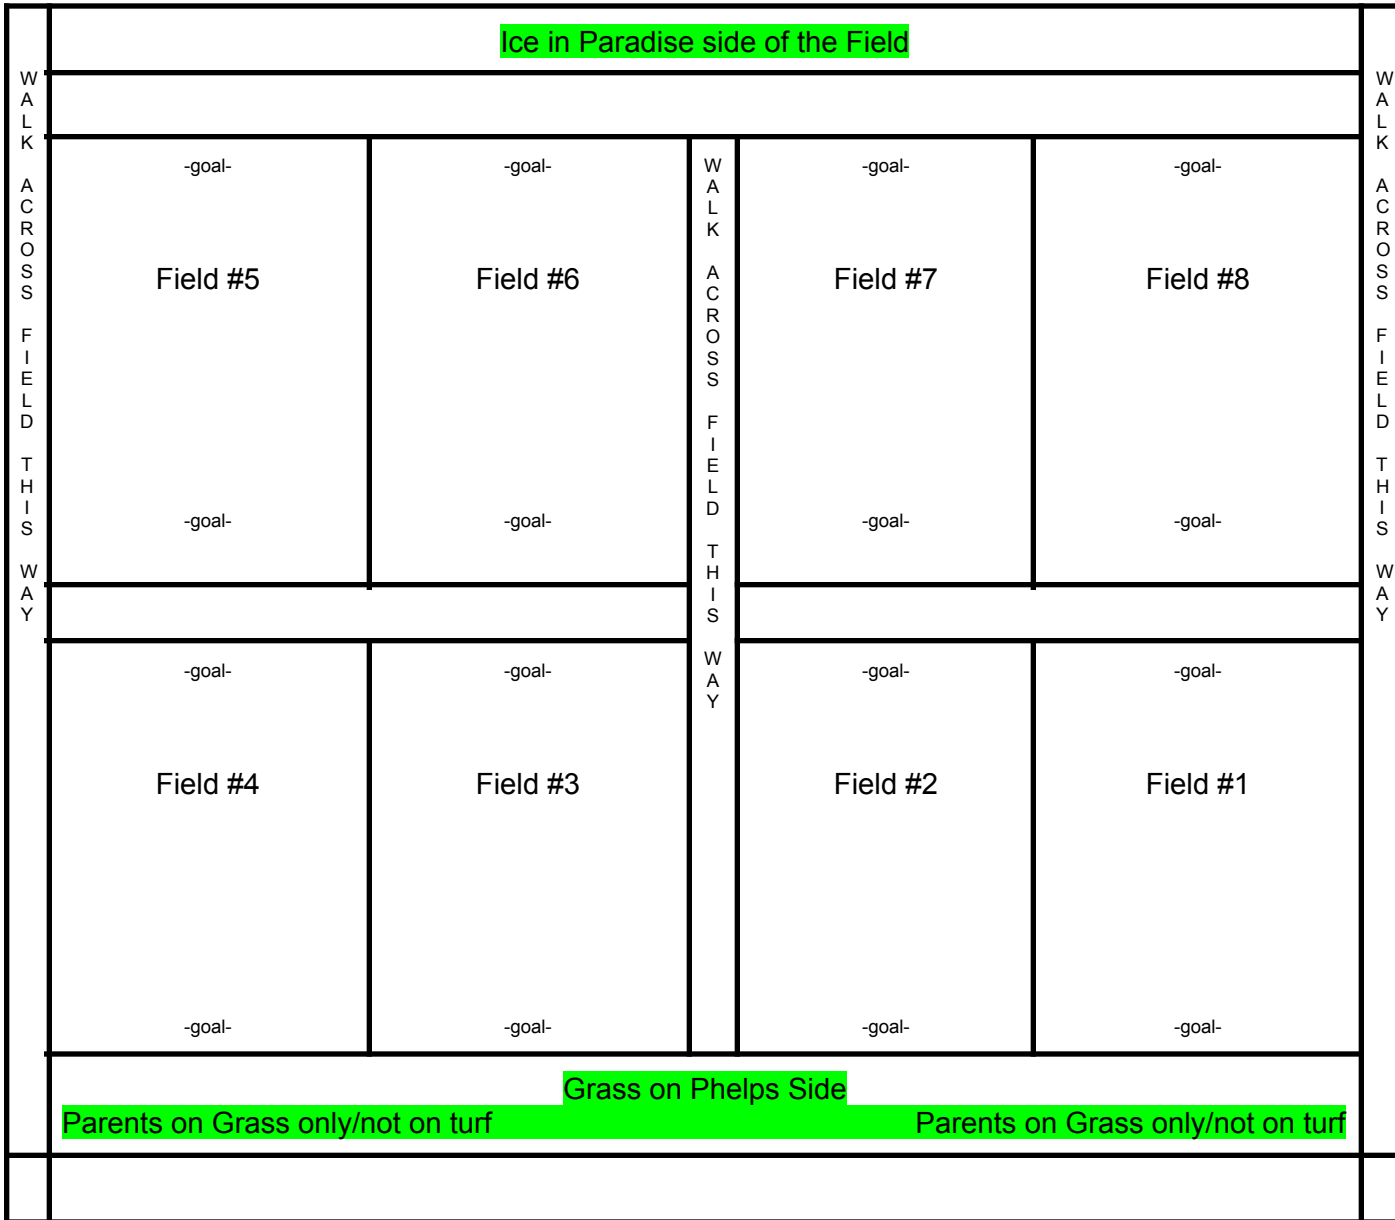 Ice in Paradise side of the Field
WALK ACROSS FIELD THIS WAY
WALK ACROSS FIELD THIS WAY
-goal- -goal- -goal- -goal-
WALK ACROSS FIELD THIS WAY
Field #5 Field #6 Field #7 Field #8
-goal- -goal- -goal- -goal-
-goal- -goal- -goal- -goal-
Field #4 Field #3 Field #2 Field #1
-goal- -goal- -goal- -goal-
Grass on Phelps Side
Parents on Grass only/not on turf Parents on Grass only/not on turf